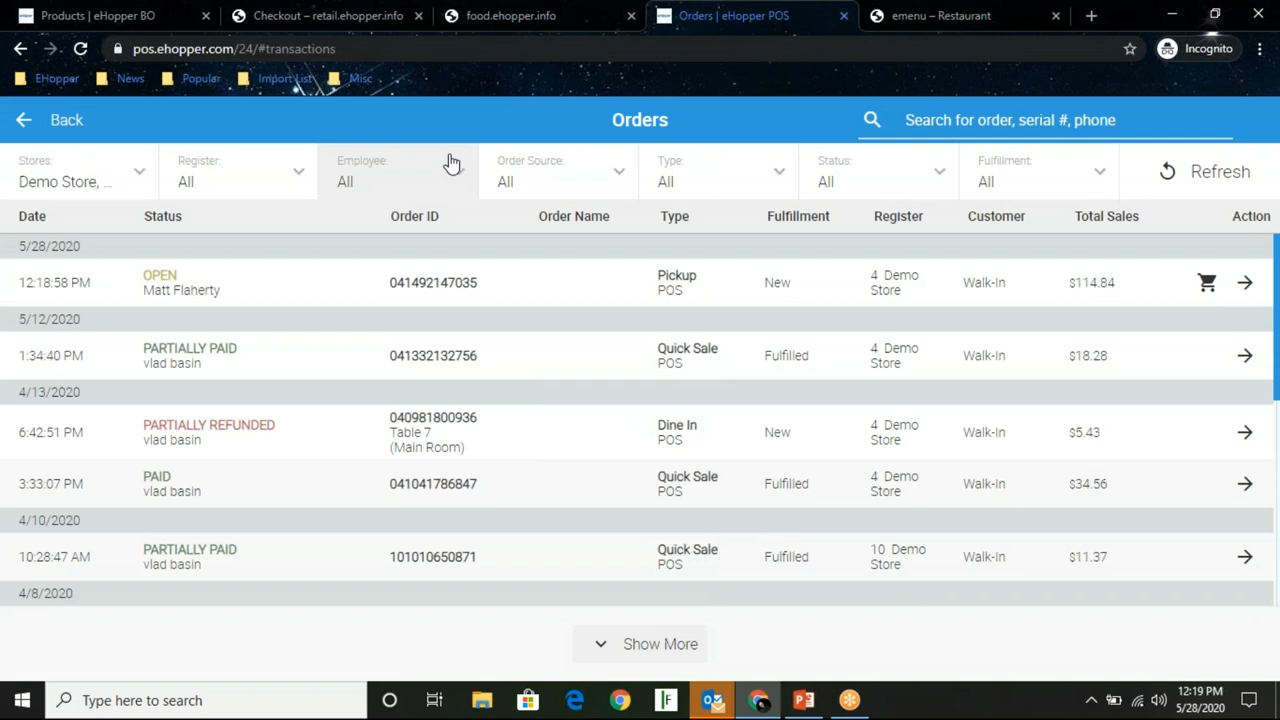 Products | eHopper BO
Checkout – retail.ehopper.info
food.ehopper.info
Orders | eHopper POS
emenu – Restaurant
pos.ehopper.com/24/#transactions
Incognito
EHopper
News
Popular
Import List
Misc
Back
Orders
Search for order, serial #, phone
Stores:
Demo Store, ...
Register:
All
Employee:
All
Order Source:
All
Type:
All
Status:
All
Fulfillment:
All
Refresh
Date Status Order ID Order Name Type Fulfillment Register Customer Total Sales Action
5/28/2020
12:18:58 PM
OPEN
Matt Flaherty
041492147035
Pickup
POS
New
4 Demo
Store
Walk-In
$114.84
5/12/2020
1:34:40 PM
PARTIALLY PAID
vlad basin
041332132756
Quick Sale
POS
Fulfilled
4 Demo
Store
Walk-In
$18.28
4/13/2020
6:42:51 PM
PARTIALLY REFUNDED
vlad basin
040981800936
Table 7
(Main Room)
Dine In
POS
New
4 Demo
Store
Walk-In
$5.43
3:33:07 PM
PAID
vlad basin
041041786847
Quick Sale
POS
Fulfilled
4 Demo
Store
Walk-In
$34.56
4/10/2020
10:28:47 AM
PARTIALLY PAID
vlad basin
101010650871
Quick Sale
POS
Fulfilled
10 Demo
Store
Walk-In
$11.37
4/8/2020
Show More
Type here to search
12:19 PM
5/28/2020